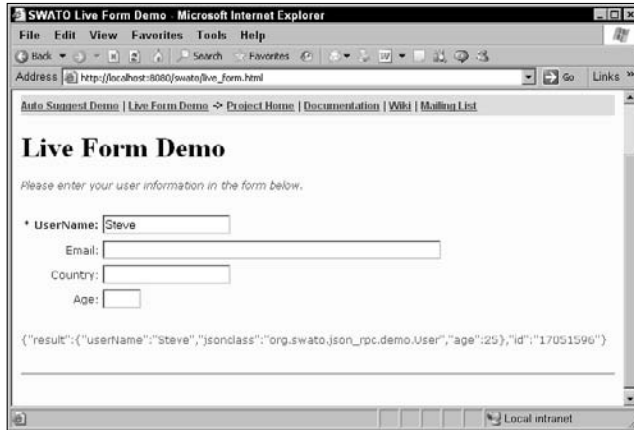 SWATO Live Form Demo - Microsoft Internet Explorer
File Edit View Favorites Tools Help
Back Search Favorites
Address http://localhost:8080/swato/live_form.html Go Links »
Auto Suggest Demo | Live Form Demo -> Project Home | Documentation | Wiki | Mailing List
Live Form Demo
Please enter your user information in the form below.
* UserName: Steve
Email:
Country:
Age:
{"result":{"userName":"Steve","jsonclass":"org.swato.json_rpc.demo.User","age":25},"id":"17051596"}
Local intranet